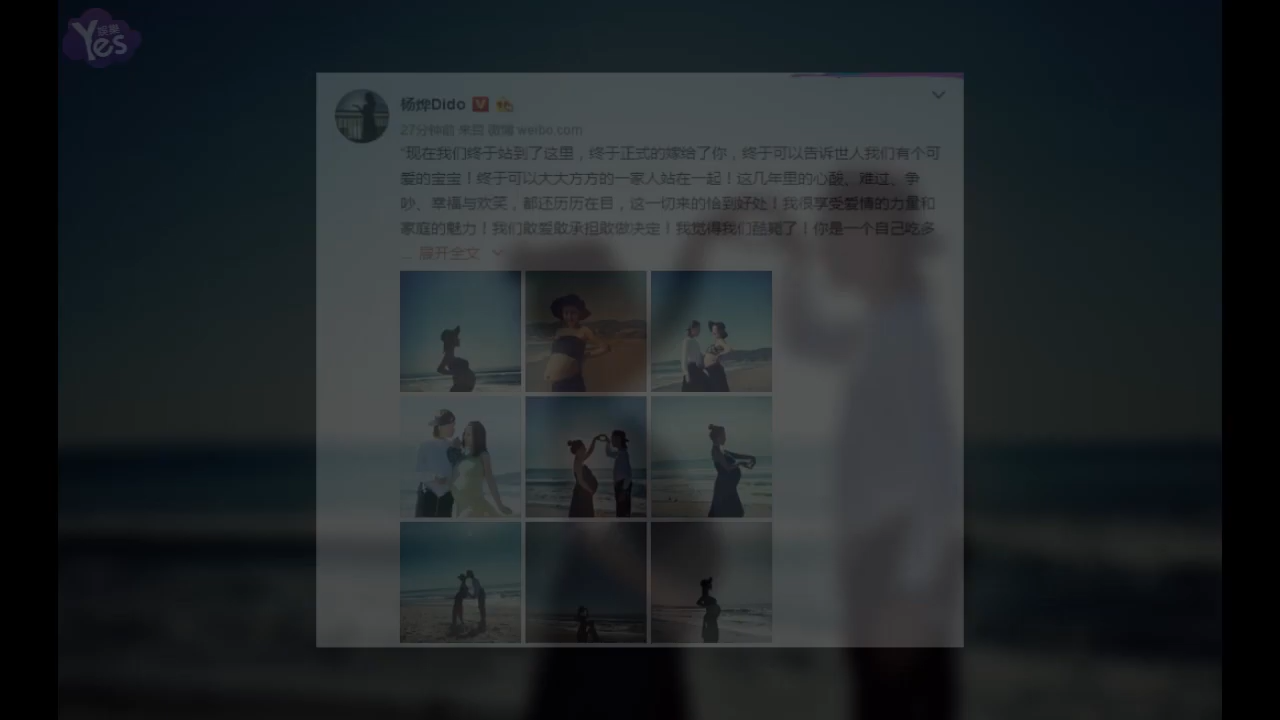 Yes
娱乐
杨烨Dido
27分钟前 来自 微博 weibo.com
“现在我们终于站到了这里，终于正式的嫁给了你，终于可以告诉世人我们有个可
爱的宝宝！终于可以大大方方的一家人站在一起！这几年里的心酸、难过、争
吵、幸福与欢笑，都还历历在目，这一切来的恰到好处！我很享受爱情的力量和
家庭的魅力！我们敢爱敢承担敢做决定！我觉得我们酷毙了！你是一个自己吃多
... 展开全文